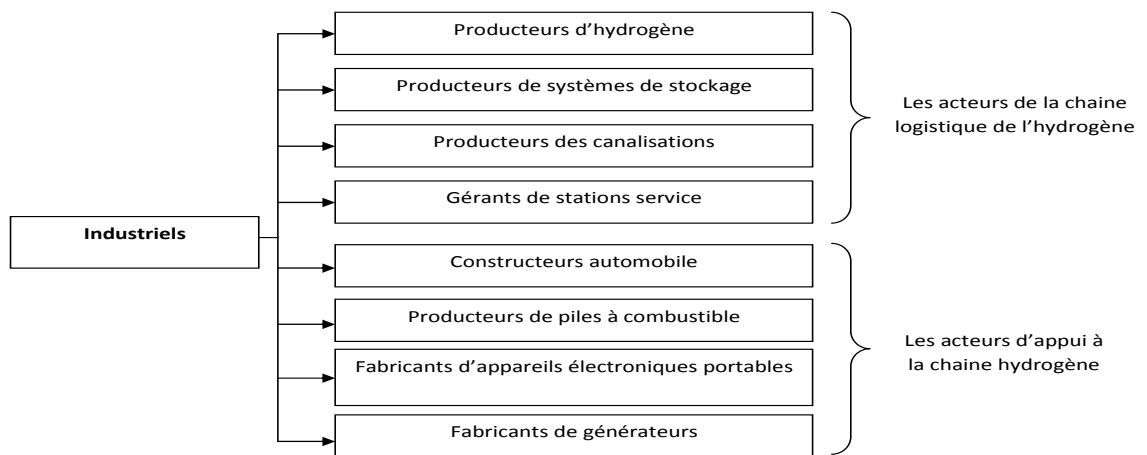 Producteurs d’hydrogène
Producteurs de systèmes de stockage
Les acteurs de la chaine
logistique de l’hydrogène
Producteurs des canalisations
Gérants de stations service
Industriels
Constructeurs automobile
Producteurs de piles à combustible
Les acteurs d’appui à
la chaine hydrogène
Fabricants d’appareils électroniques portables
Fabricants de générateurs